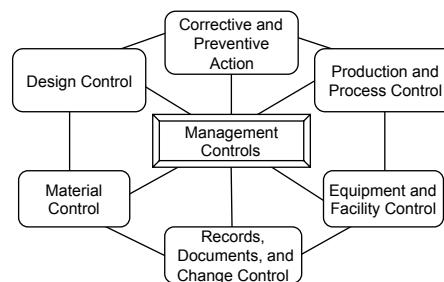 Corrective and
Preventive
Action
Design Control
Production and
Process Control
Management
Controls
Material
Control
Equipment and
Facility Control
Records,
Documents, and
Change Control